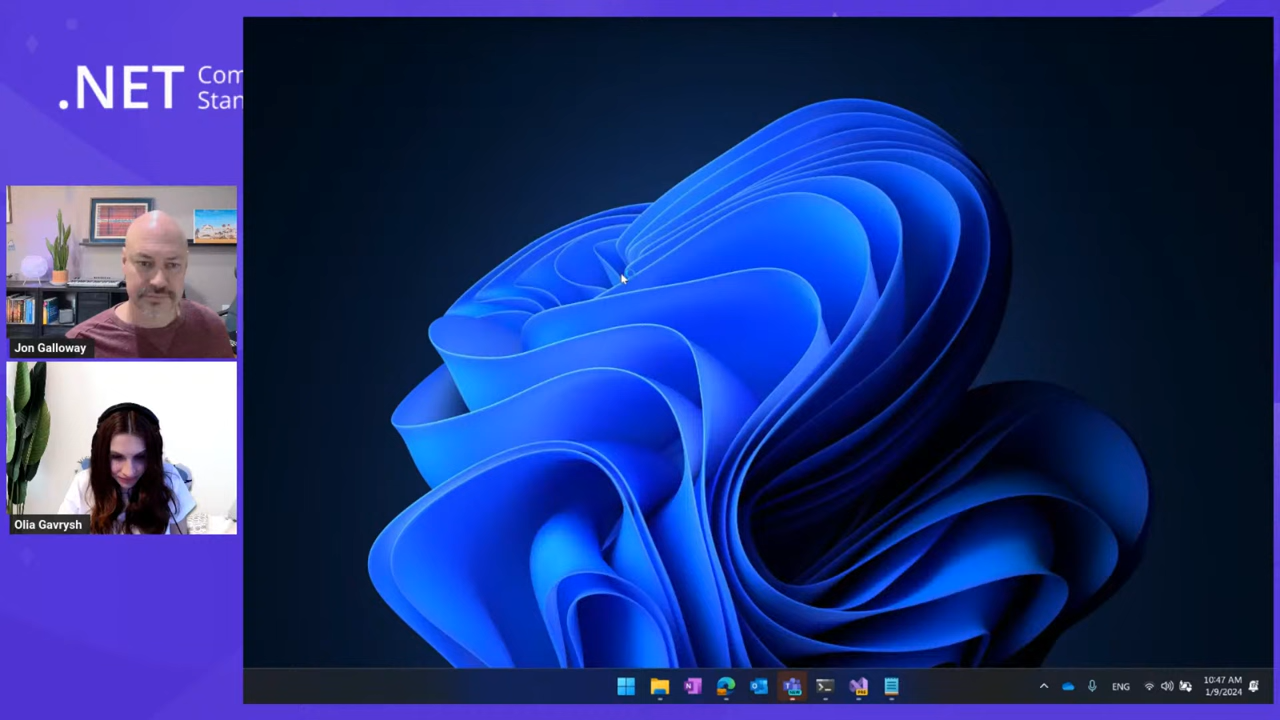 .NET
Com
Stan
Jon Galloway
Olia Gavrysh
ENG
10:47 AM
1/9/2024